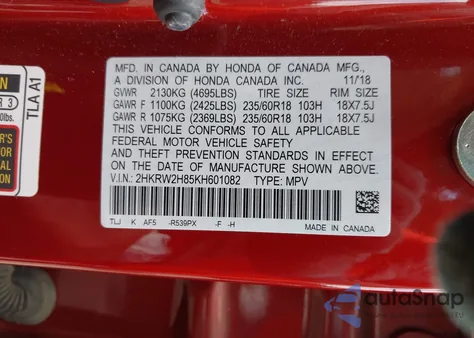 MFD. IN CANADA BY HONDA OF CANADA MFG.,
A DIVISION OF HONDA CANADA INC. 11/18
GVWR 2130KG (4695LBS) TIRE SIZE RIM SIZE
GAWR F 1100KG (2425LBS) 235/60R18 103H 18X7.5J
GAWR R 1075KG (2369LBS) 235/60R18 103H 18X7.5J
THIS VEHICLE CONFORMS TO ALL APPLICABLE
FEDERAL MOTOR VEHICLE SAFETY
AND THEFT PREVENTION STANDARDS IN EFFECT
ON THE DATE OF MANUFACTURE SHOWN ABOVE.
V.I.N.: 2HKRW2H85KH601082 TYPE: MPV
TLJ K AF5 -R539PX -F -H
MADE IN CANADA
TLA A1
autoSnap